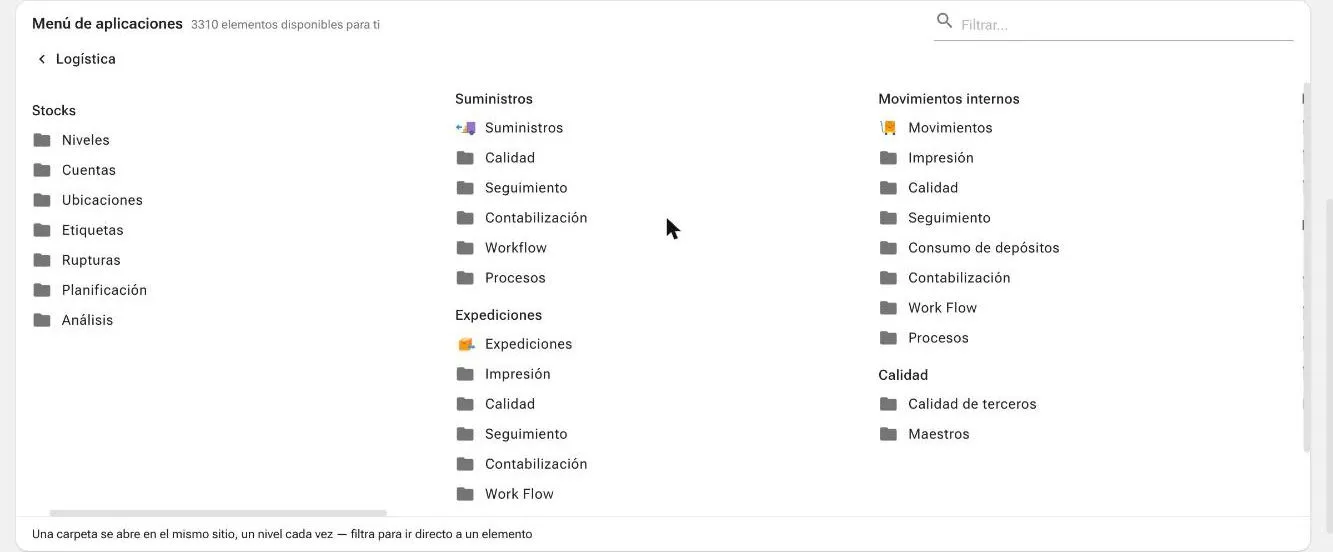 Menú de aplicaciones 3310 elementos disponibles para ti
Filtrar...
Logística
Stocks
Niveles
Cuentas
Ubicaciones
Etiquetas
Rupturas
Planificación
Análisis
Suministros
Suministros
Calidad
Seguimiento
Contabilización
Workflow
Procesos
Expediciones
Expediciones
Impresión
Calidad
Seguimiento
Contabilización
Work Flow
Movimientos internos
Movimientos
Impresión
Calidad
Seguimiento
Consumo de depósitos
Contabilización
Work Flow
Procesos
Calidad
Calidad de terceros
Maestros
Una carpeta se abre en el mismo sitio, un nivel cada vez — filtra para ir directo a un elemento